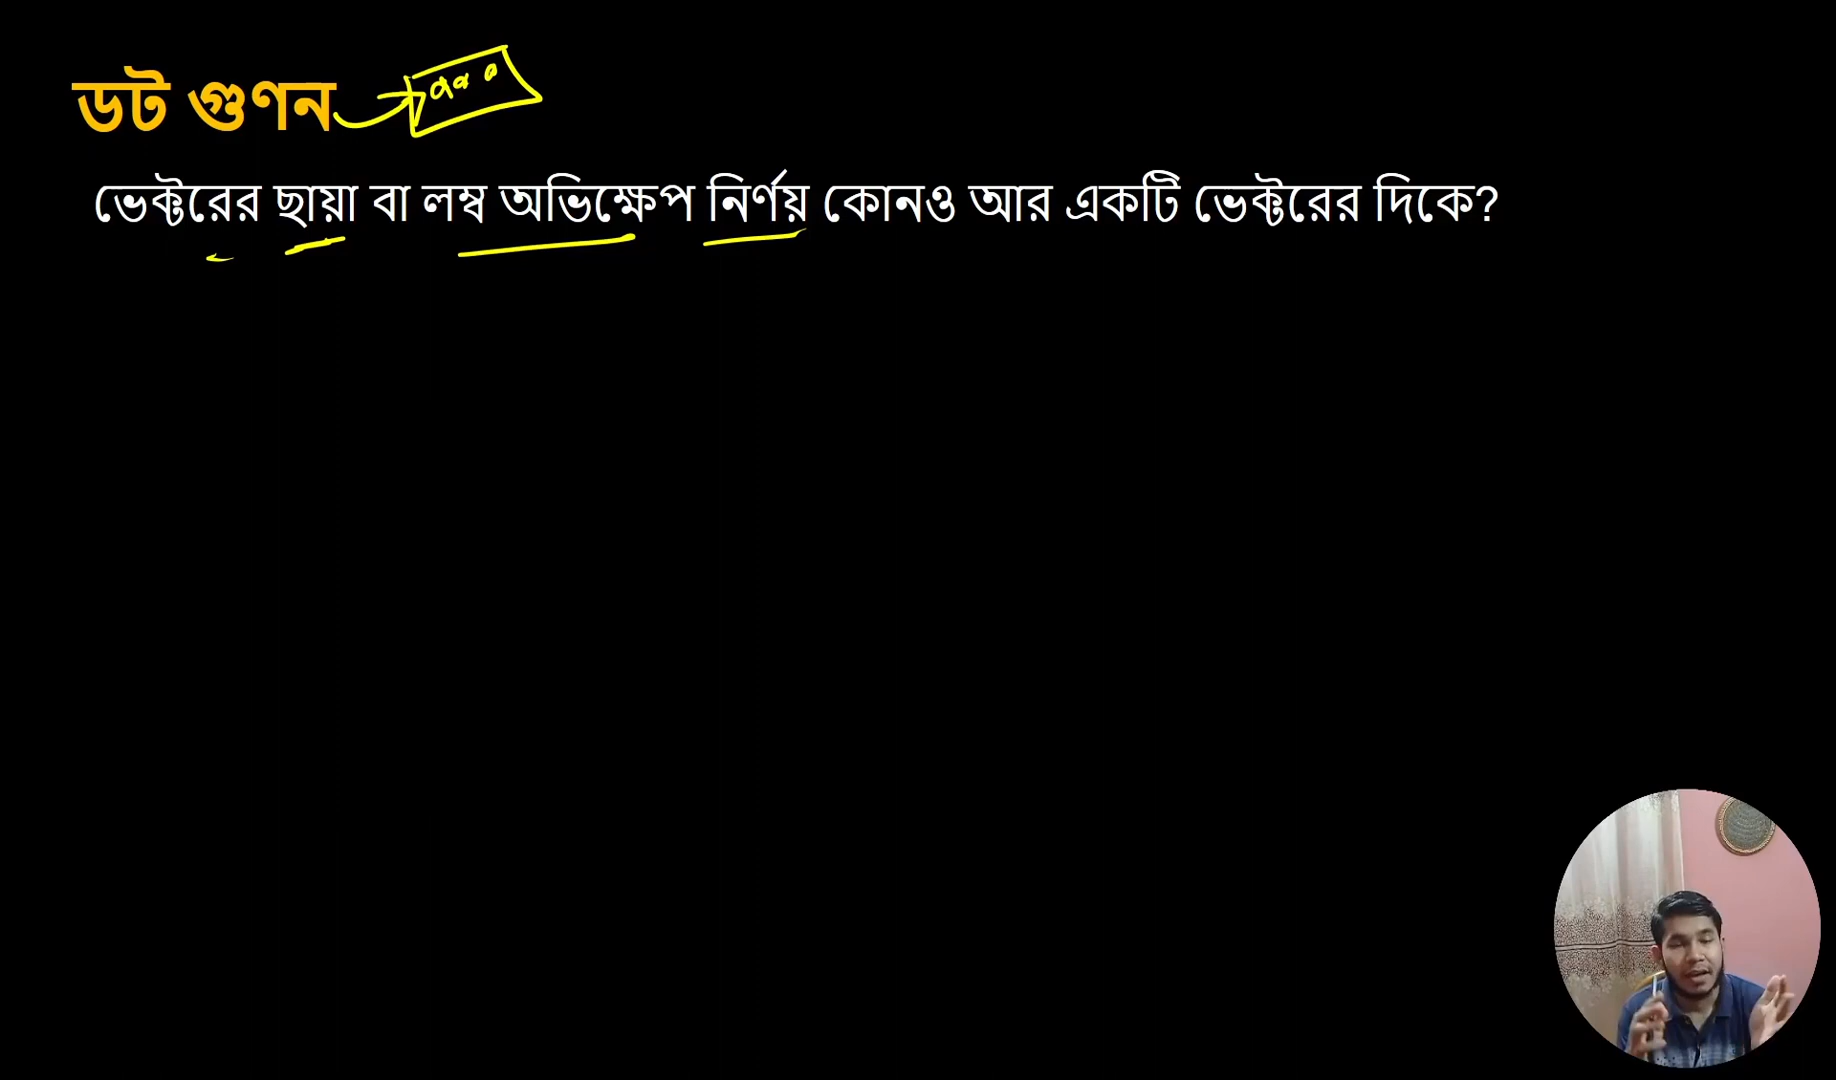 ডট গুণন
ভেক্টরের ছায়া বা লম্ব অভিক্ষেপ নির্ণয় কোনও আর একটি ভেক্টরের দিকে?